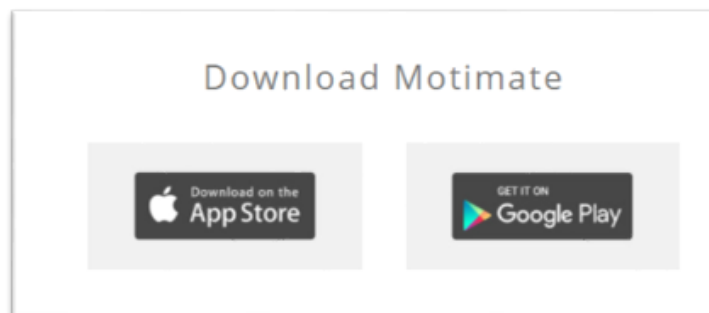 Download Motimate
Download on the
App Store
GET IT ON
Google Play